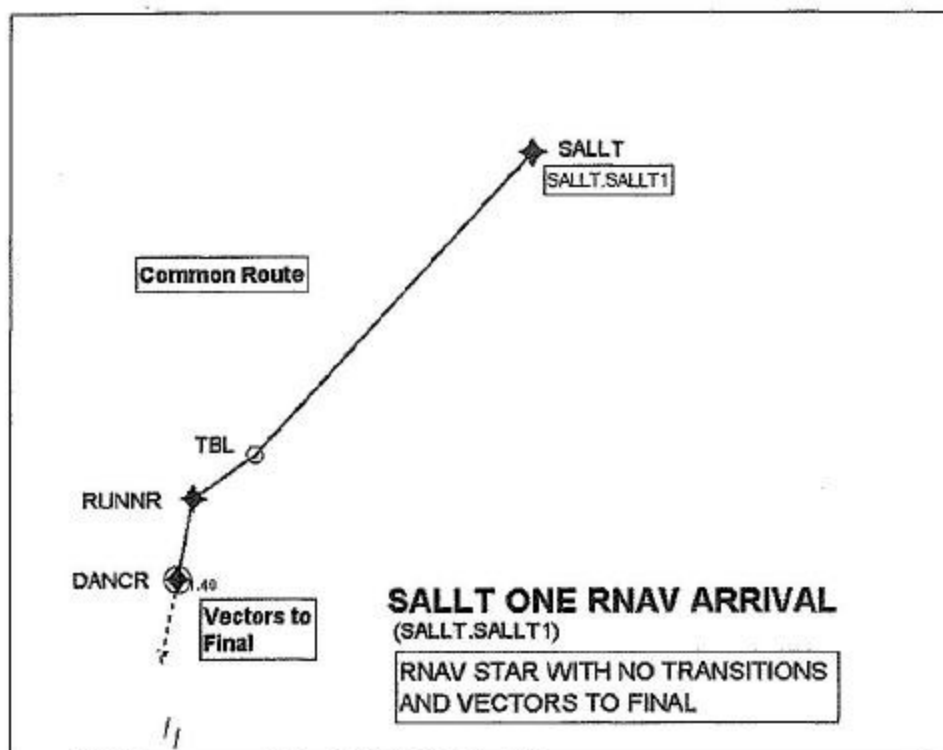 SALLT
SALLT.SALLT1
Common Route
TBL
RUNNR
DANCR
Vectors to
Final
SALLT ONE RNAV ARRIVAL
(SALLT.SALLT1)
RNAV STAR WITH NO TRANSITIONS
AND VECTORS TO FINAL